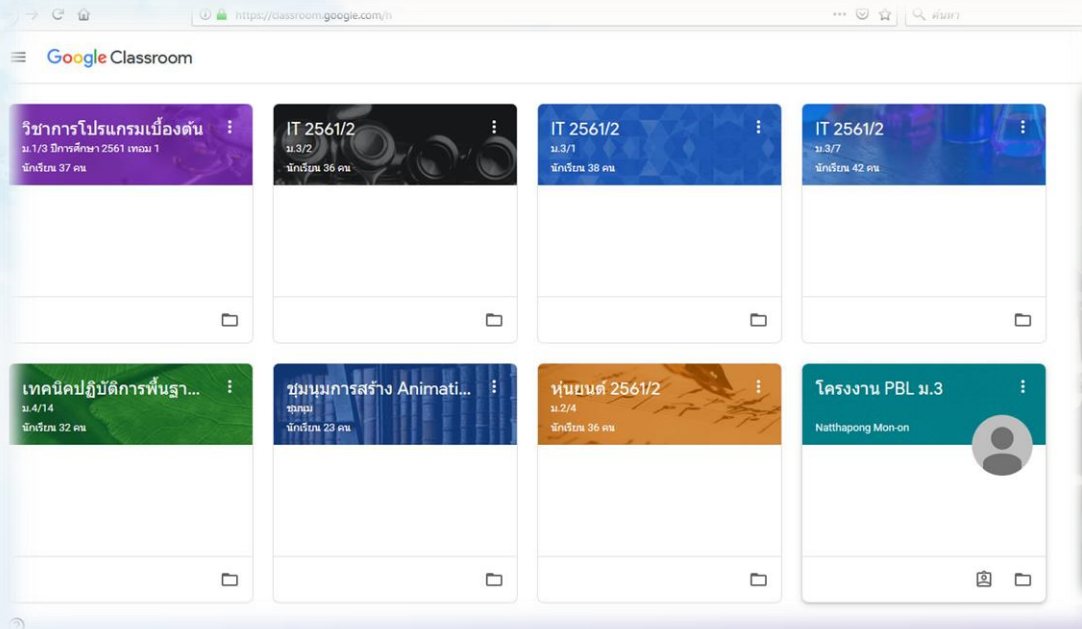 https://classroom.google.com/h
ค้นหา
Google Classroom
วิชาการโปรแกรมเบื้องต้น
ม.1/3 ปีการศึกษา 2561 เทอม 1
นักเรียน 37 คน
IT 2561/2
ม.3/2
นักเรียน 36 คน
IT 2561/2
ม.3/1
นักเรียน 38 คน
IT 2561/2
ม.3/7
นักเรียน 42 คน
เทคนิคปฏิบัติการพื้นฐา...
ม.4/14
นักเรียน 32 คน
ชุมนุมการสร้าง Animati...
ชุมนุม
นักเรียน 23 คน
หุ่นยนต์ 2561/2
ม.2/4
นักเรียน 36 คน
โครงงาน PBL ม.3
Natthapong Mon-on